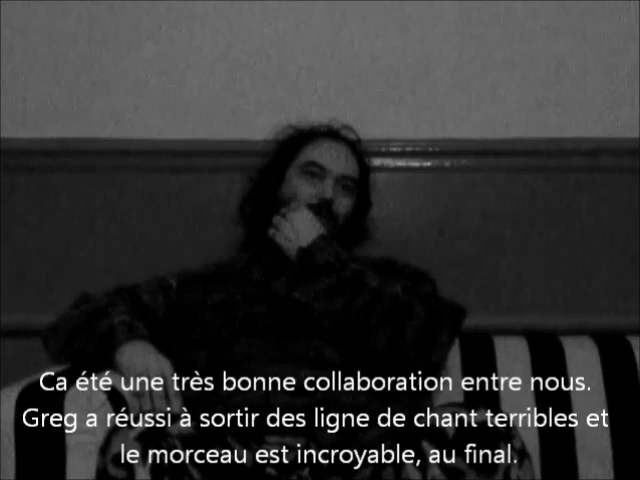 Ca été une très bonne collaboration entre nous.
Greg a réussi à sortir des ligne de chant terribles et
le morceau est incroyable, au final.